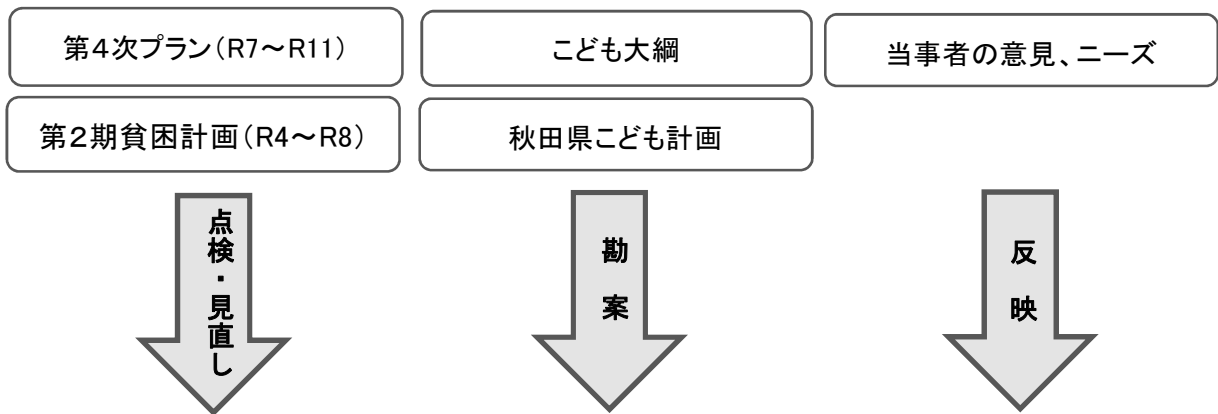 第４次プラン（R7～R11）
こども大綱
当事者の意見、ニーズ
第２期貧困計画（R4～R8）
秋田県こども計画
点検・見直し
勘案
反映